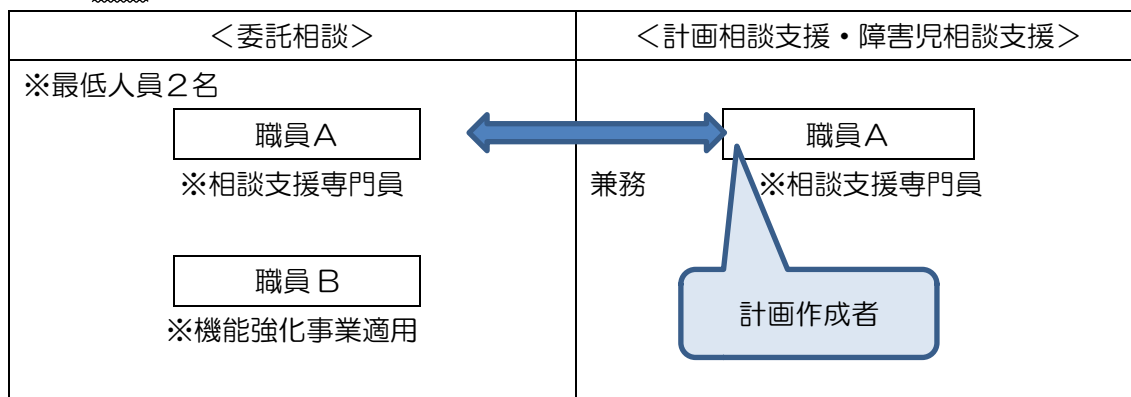 ＜委託相談＞
＜計画相談支援・障害児相談支援＞
※最低人員２名
職員Ａ
※相談支援専門員
職員Ｂ
※機能強化事業適用
兼務
職員Ａ
※相談支援専門員
計画作成者